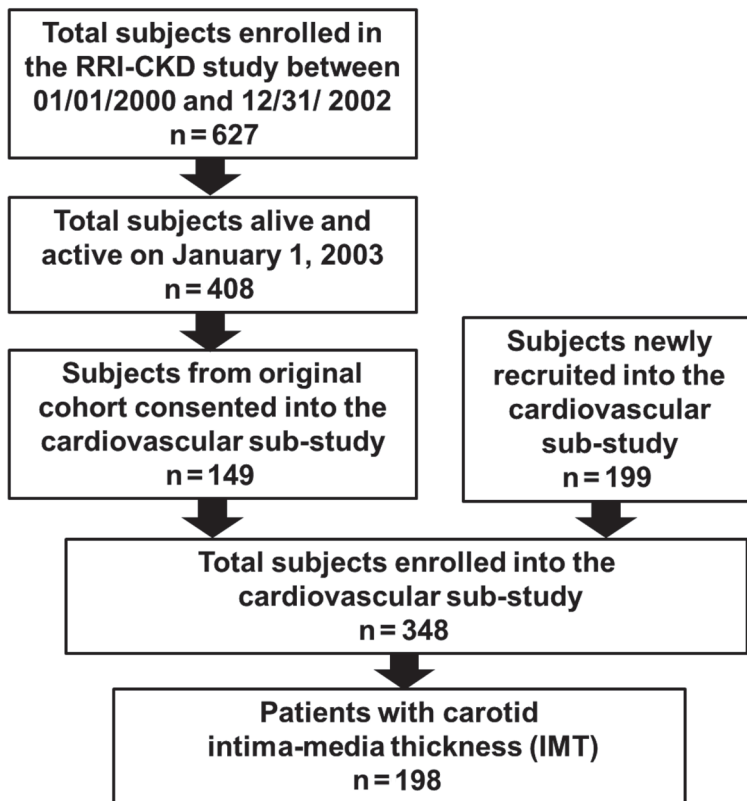 Total subjects enrolled in
the RRI-CKD study between
01/01/2000 and 12/31/ 2002
n = 627
Total subjects alive and
active on January 1, 2003
n = 408
Subjects from original
cohort consented into the
cardiovascular sub-study
n = 149
Subjects newly
recruited into the
cardiovascular
sub-study
n = 199
Total subjects enrolled into the
cardiovascular sub-study
n = 348
Patients with carotid
intima-media thickness (IMT)
n = 198